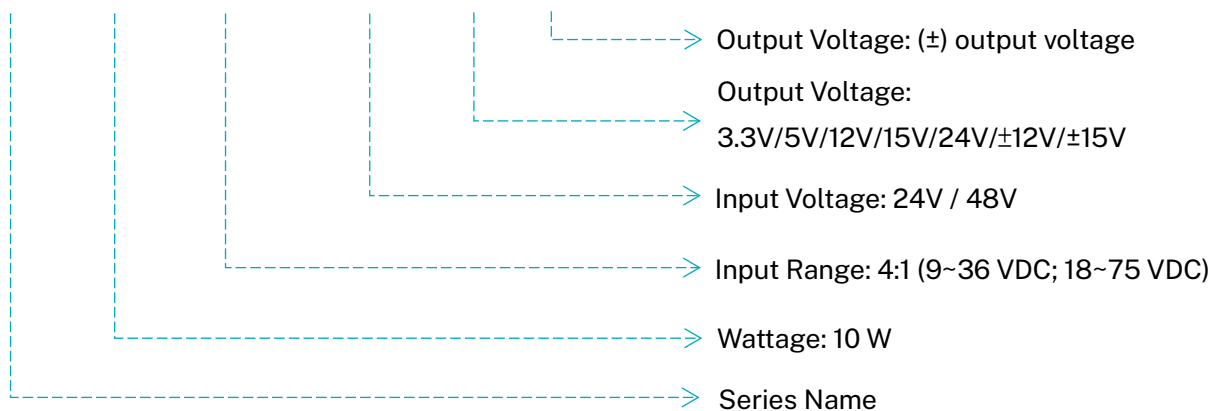 Output Voltage: (±) output voltage
Output Voltage:
3.3V/5V/12V/15V/24V/±12V/±15V
Input Voltage: 24V / 48V
Input Range: 4:1 (9~36 VDC; 18~75 VDC)
Wattage: 10 W
Series Name